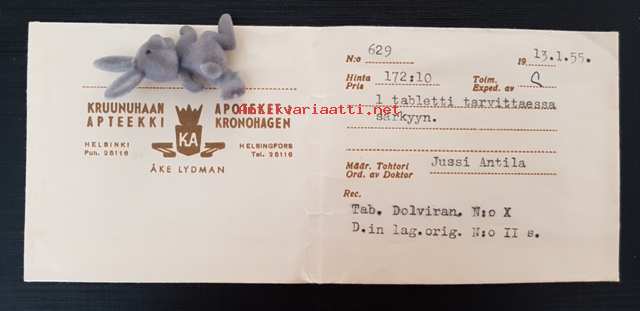 KRUUNUHAAN APTEEKKI
APOTEKET KRONOHAGEN
KA
HELSINKI
Puh. 25116
HELSINGFORS
Tel. 25116
ÅKE LYDMAN
Antikvariaatti.net
N:o 629
19 13.1.55.
Hinta Pris 172:10
Toim. Exped. av
1 tabletti tarvittaessa
särkyyn.
Määr. Tohtori Jussi Antila
Ord. av Doktor
Rec.
Tab. Dolviran. N:o X
D.in lag.orig. N:o II s.